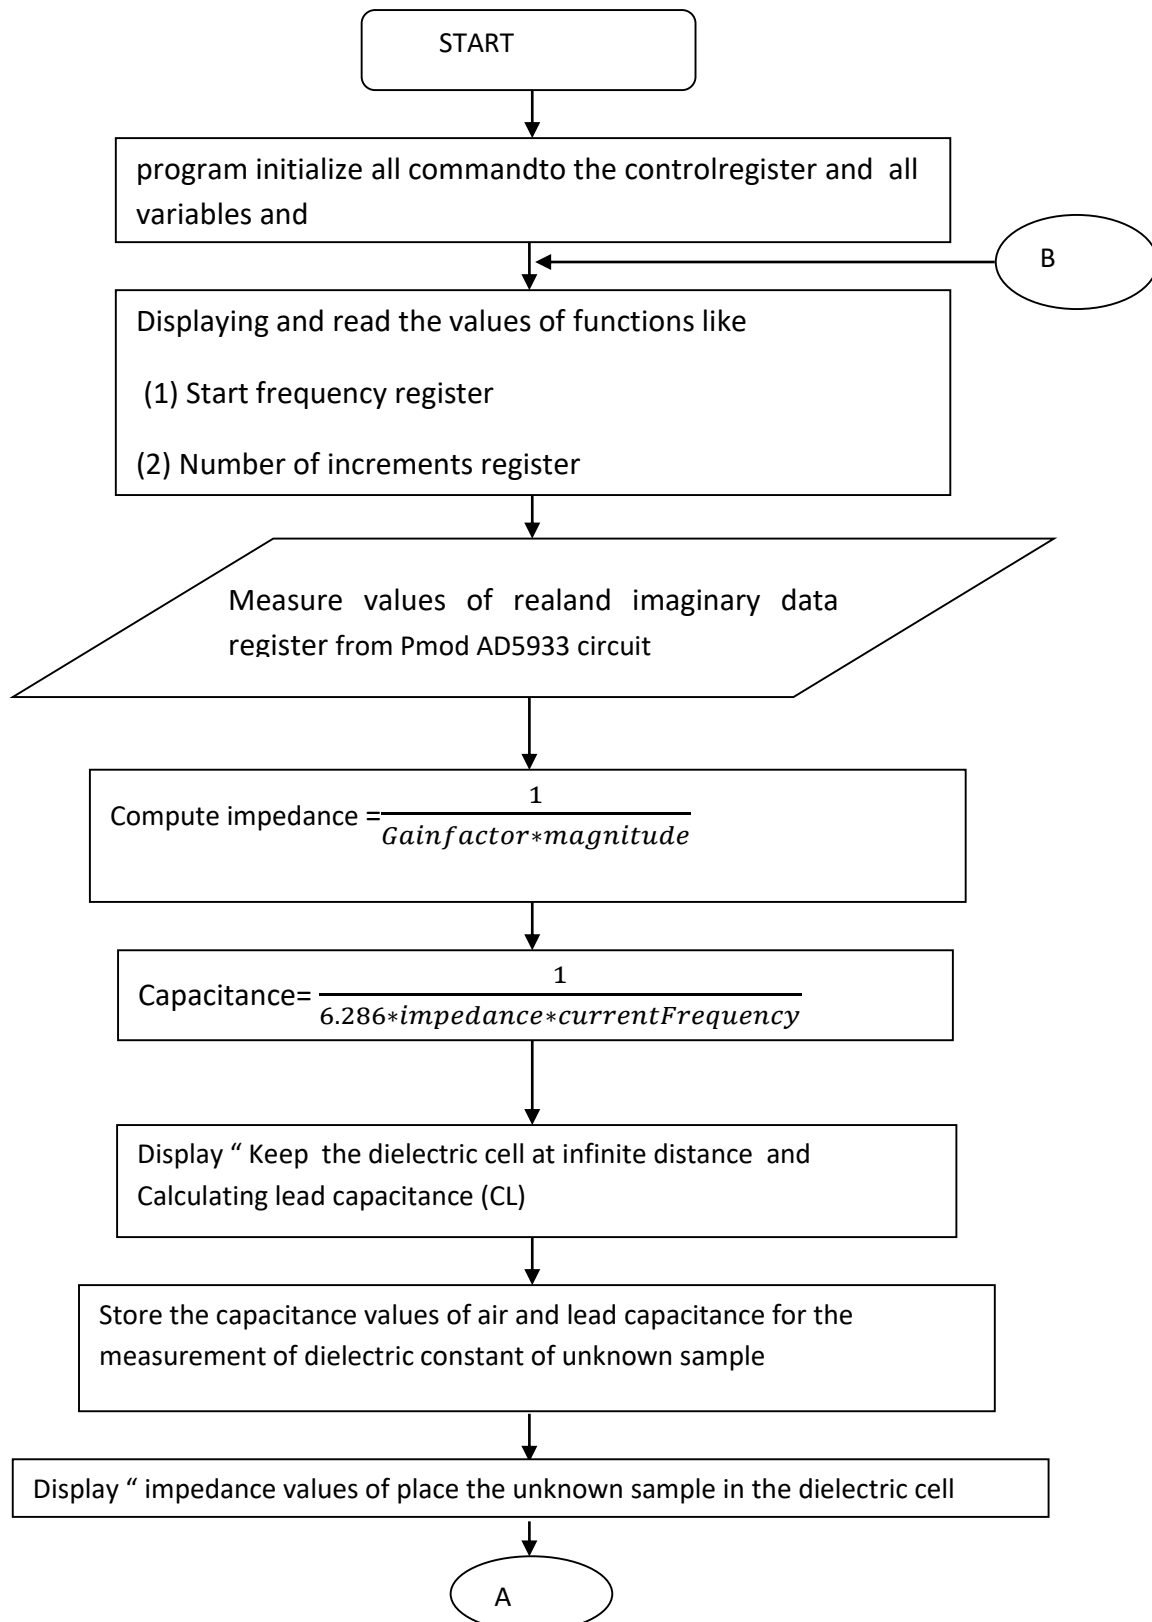 START
program initialize all commandto the controlregister and all
variables and
B
Displaying and read the values of functions like
(1) Start frequency register
(2) Number of increments register
Measure values of realand imaginary data
register from Pmod AD5933 circuit
Compute impedance = 1 / Gainfactor∗magnitude
Capacitance= 1 / 6.286∗impedance∗currentFrequency
Display “ Keep the dielectric cell at infinite distance and
Calculating lead capacitance (CL)
Store the capacitance values of air and lead capacitance for the
measurement of dielectric constant of unknown sample
Display “ impedance values of place the unknown sample in the dielectric cell
A